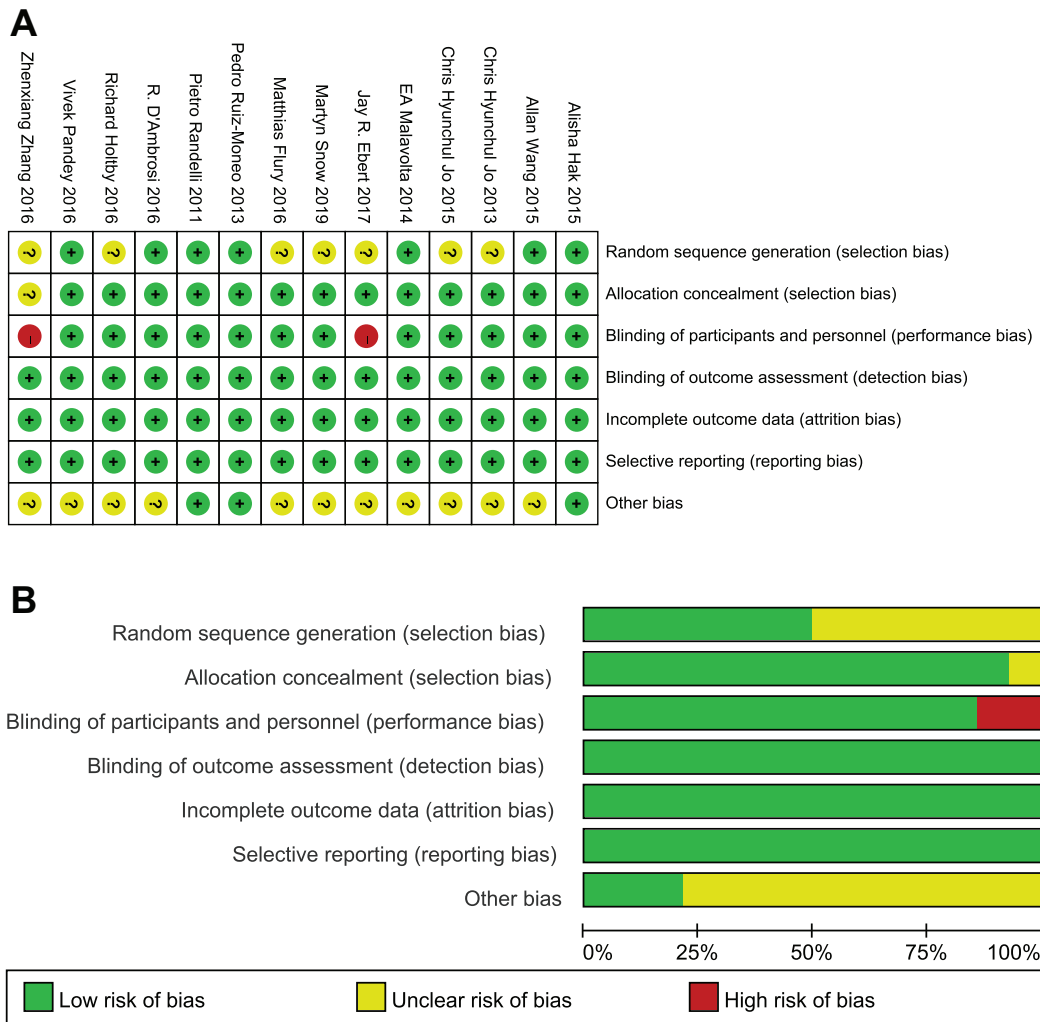 A
Zhenxiang Zhang 2016
Vivek Pandey 2016
Richard Holtby 2016
R. D'Ambrosi 2016
Pietro Randelli 2011
Pedro Ruiz-Moneo 2013
Matthias Flury 2016
Martyn Snow 2019
Jay R. Ebert 2017
EA Malavolta 2014
Chris Hyunchul Jo 2015
Chris Hyunchul Jo 2013
Allan Wang 2015
Alisha Hak 2015
? + ? + + + ? ? ? + ? ? + + Random sequence generation (selection bias)
? + + + + + + + + + + + + + Allocation concealment (selection bias)
- + + + + + + + - + + + + + Blinding of participants and personnel (performance bias)
+ + + + + + + + + + + + + + Blinding of outcome assessment (detection bias)
+ + + + + + + + + + + + + + Incomplete outcome data (attrition bias)
+ + + + + + + + + + + + + + Selective reporting (reporting bias)
? ? ? ? + + ? ? ? ? ? ? ? + Other bias
B
Random sequence generation (selection bias)
Allocation concealment (selection bias)
Blinding of participants and personnel (performance bias)
Blinding of outcome assessment (detection bias)
Incomplete outcome data (attrition bias)
Selective reporting (reporting bias)
Other bias
0% 25% 50% 75% 100%
Low risk of bias Unclear risk of bias High risk of bias